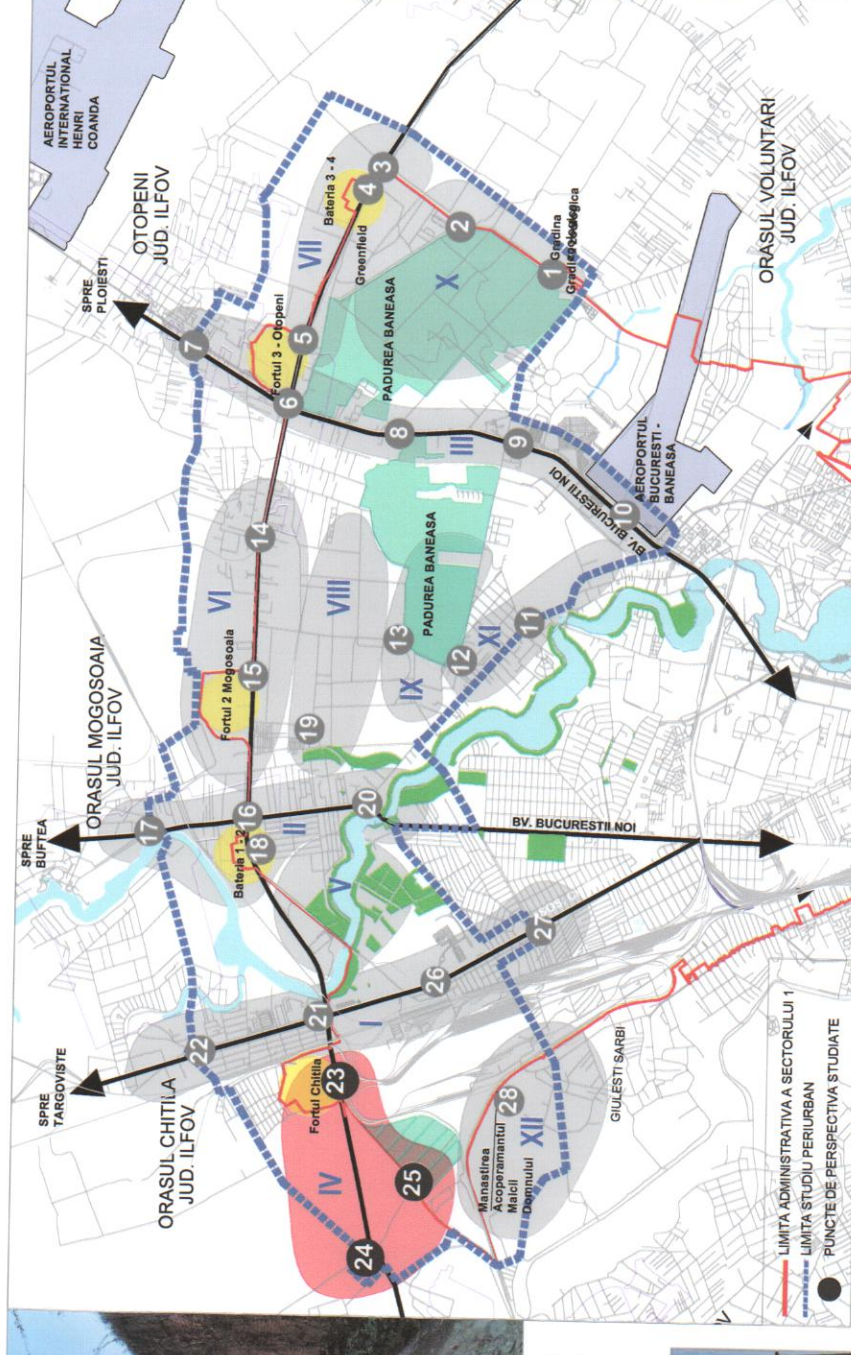 AEROPORTUL
INTERNATIONAL
HENRI
COANDA
OTOPENI
JUD. ILFOV
SPRE
PLOIESTI
ORASUL MOGOSOAIA
JUD. ILFOV
SPRE
BUFTEA
ORASUL CHITILA
JUD. ILFOV
SPRE
TARGOVISTE
7
VII
Bateria 3 - 4
4
3
Greenfield
Fortul 3 - Otopeni
5
6
2
X
PADUREA BANEASA
1
Gradina
zoologica
ORASUL VOLUNTARI
JUD. ILFOV
8
III
9
BV. BUCURESTII NOI
AEROPORTUL
BUCURESTI -
BANEASA
10
BV. BUCURESTII NOI
14
VI
VIII
Fortul 2 Mogosoaia
15
13
PADUREA BANEASA
IX
12
XI
11
19
17
16
II
Bateria 1 - 2
18
20
V
BV. BUCURESTII NOI
22
21
I
26
27
Fortul Chitila
23
IV
25
24
Manastirea
Acoperamantul
Maicii
Domnului
28
XII
GIULESTI SARBI
LIMITA ADMINISTRATIVA A SECTORULUI 1
LIMITA STUDIU PERIURBAN
PUNCTE DE PERSPECTIVA STUDIATE